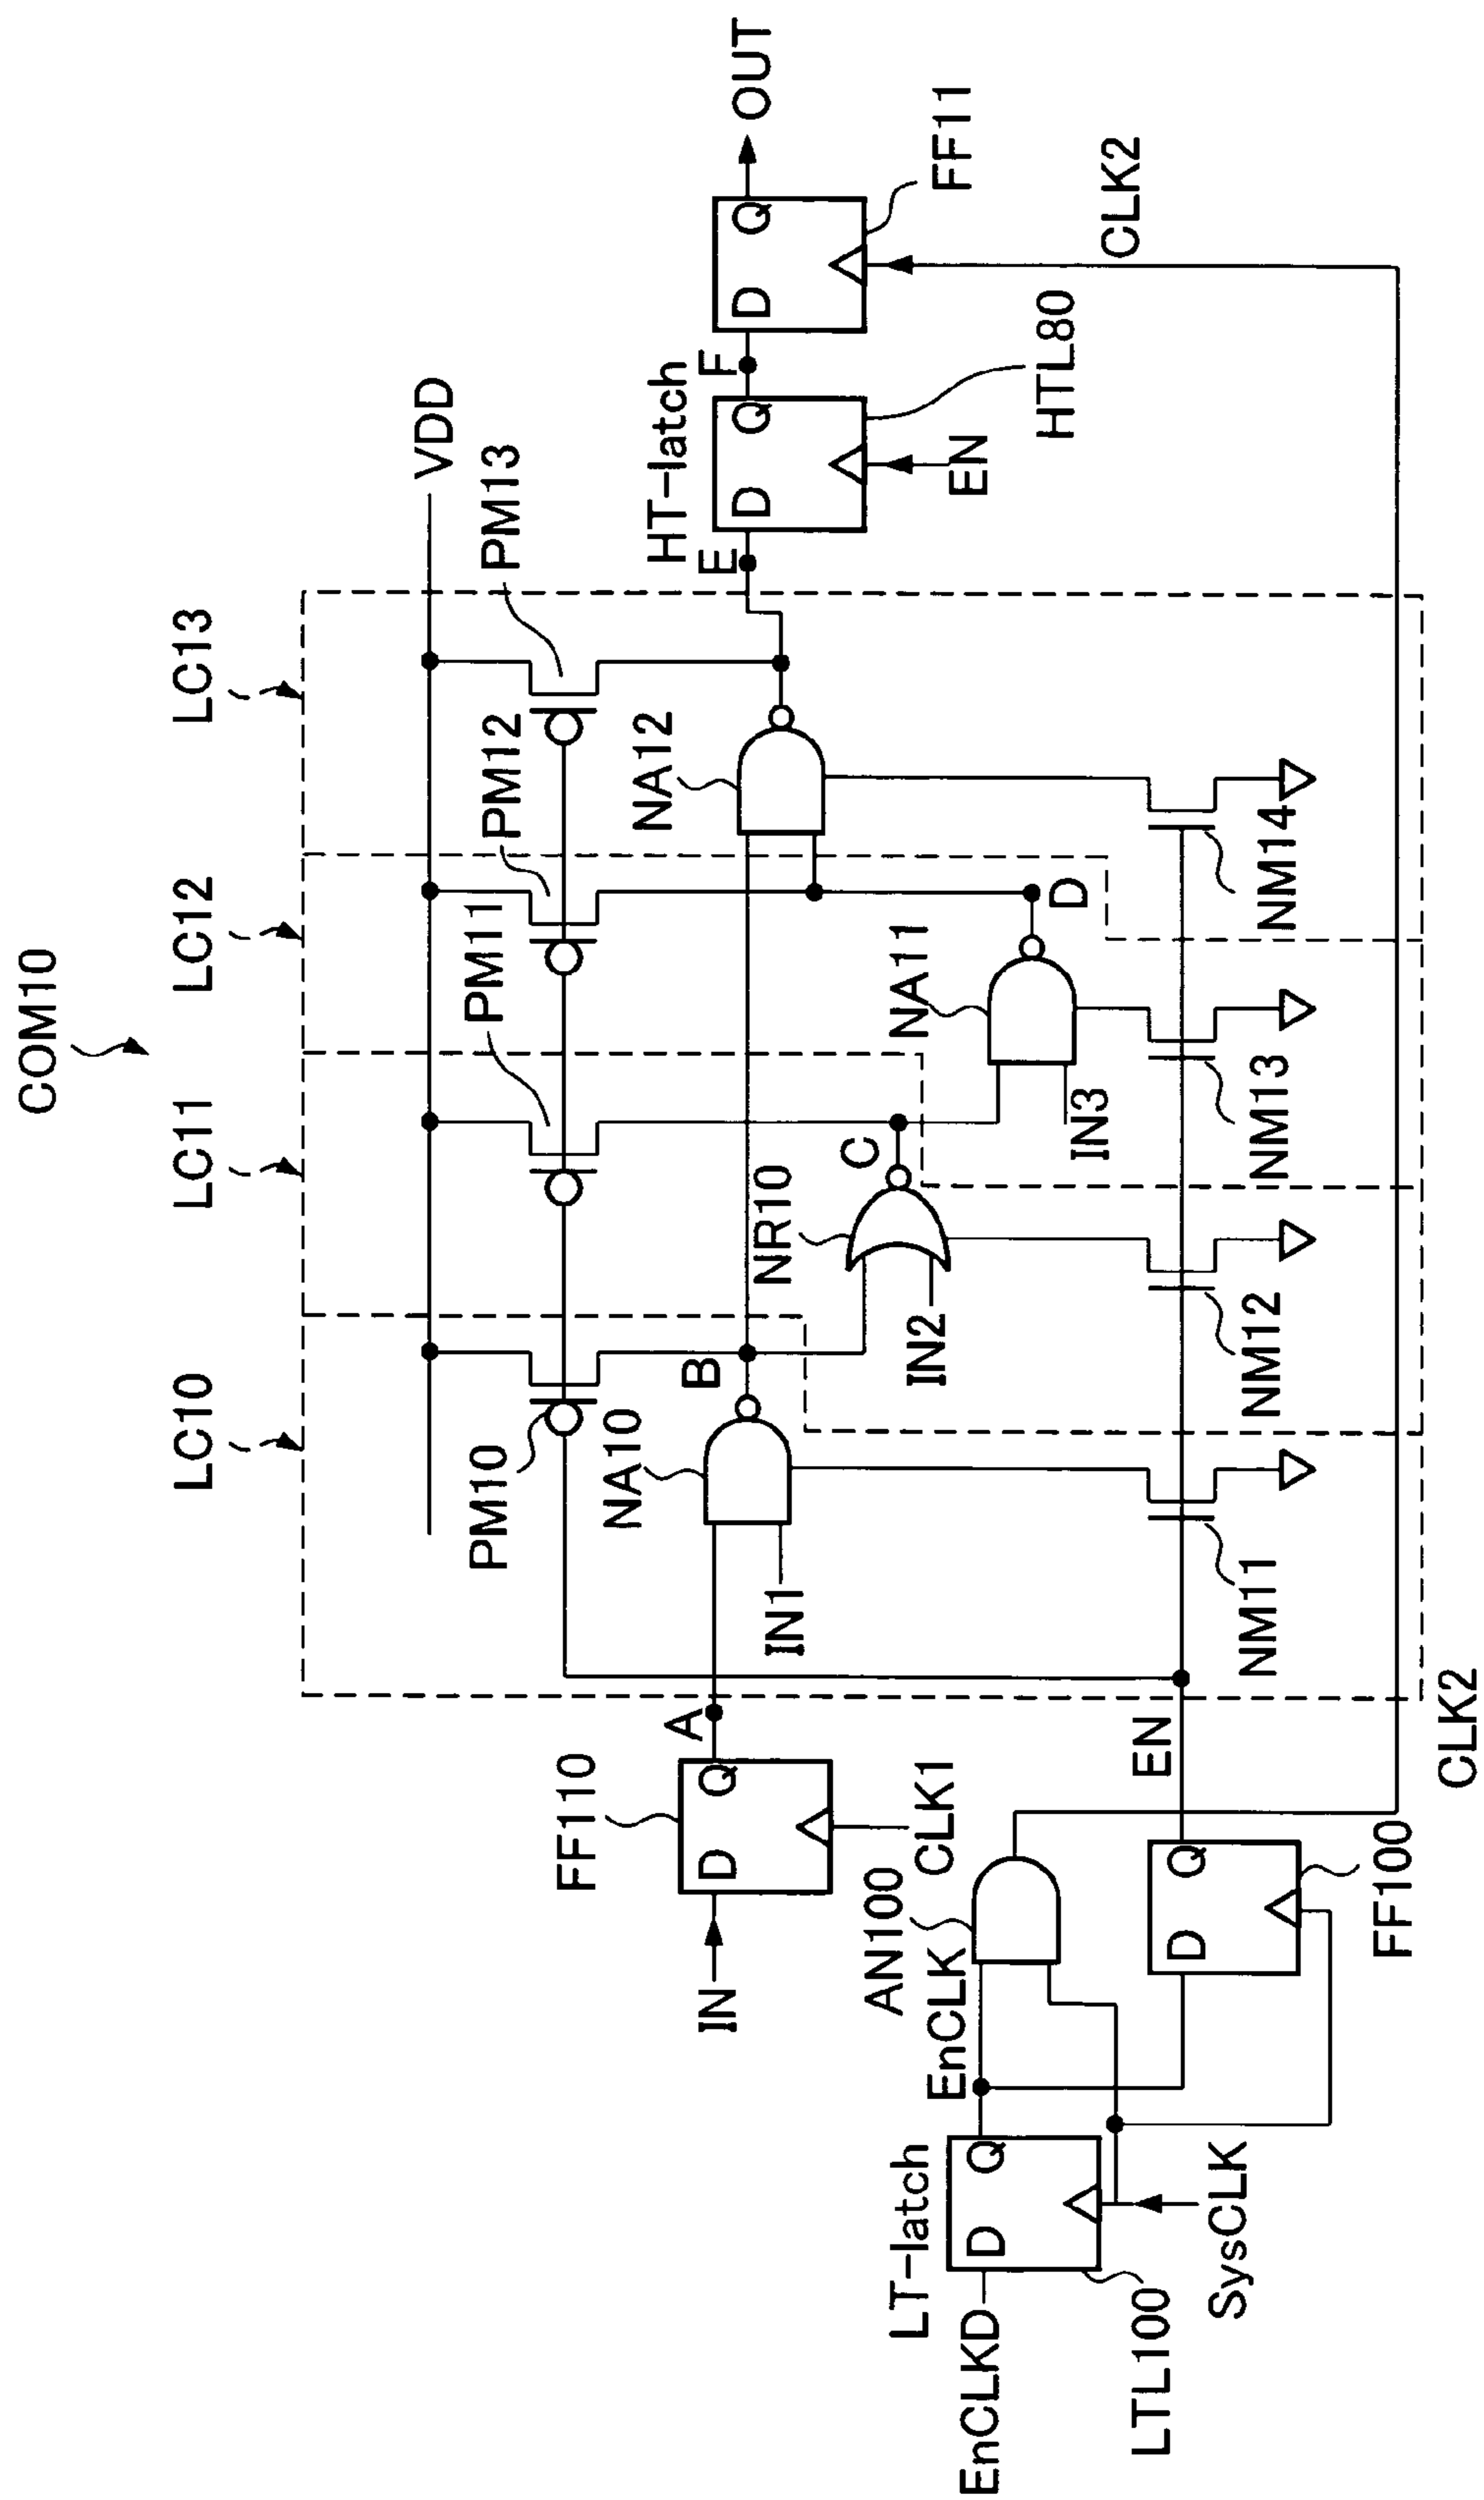 COM10
LC10
LC11
LC12
LC13
VDD
PM10
PM11
PM12
PM13
NA10
B
NR10
C
NA11
D
NA12
HT-latch
E
D Q
F
D Q
OUT
FF110
A
IN
D Q
CLK1
IN1
IN2
IN3
EN
HTL80
FF11
CLK2
AN100
EnCLK
LT-latch
D Q
EnCLKD
LTL100
SysCLK
EN
D Q
FF100
NM11
NM12
NM13
NM14
CLK2